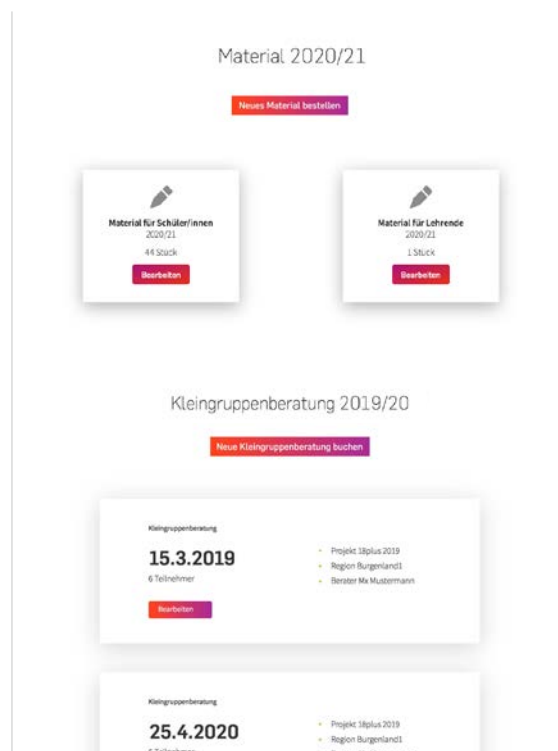 Material 2020/21
Neues Material bestellen
Material für Schüler/innen
2020/21
44 Stück
Bearbeiten
Material für Lehrende
2020/21
1 Stück
Bearbeiten
Kleingruppenberatung 2019/20
Neue Kleingruppenberatung buchen
Kleingruppenberatung
15.3.2019
6 Teilnehmer
Bearbeiten
Projekt 18plus 2019
Region Burgenland1
Berater Mx Mustermann
Kleingruppenberatung
25.4.2020
Projekt 18plus 2019
Region Burgenland1